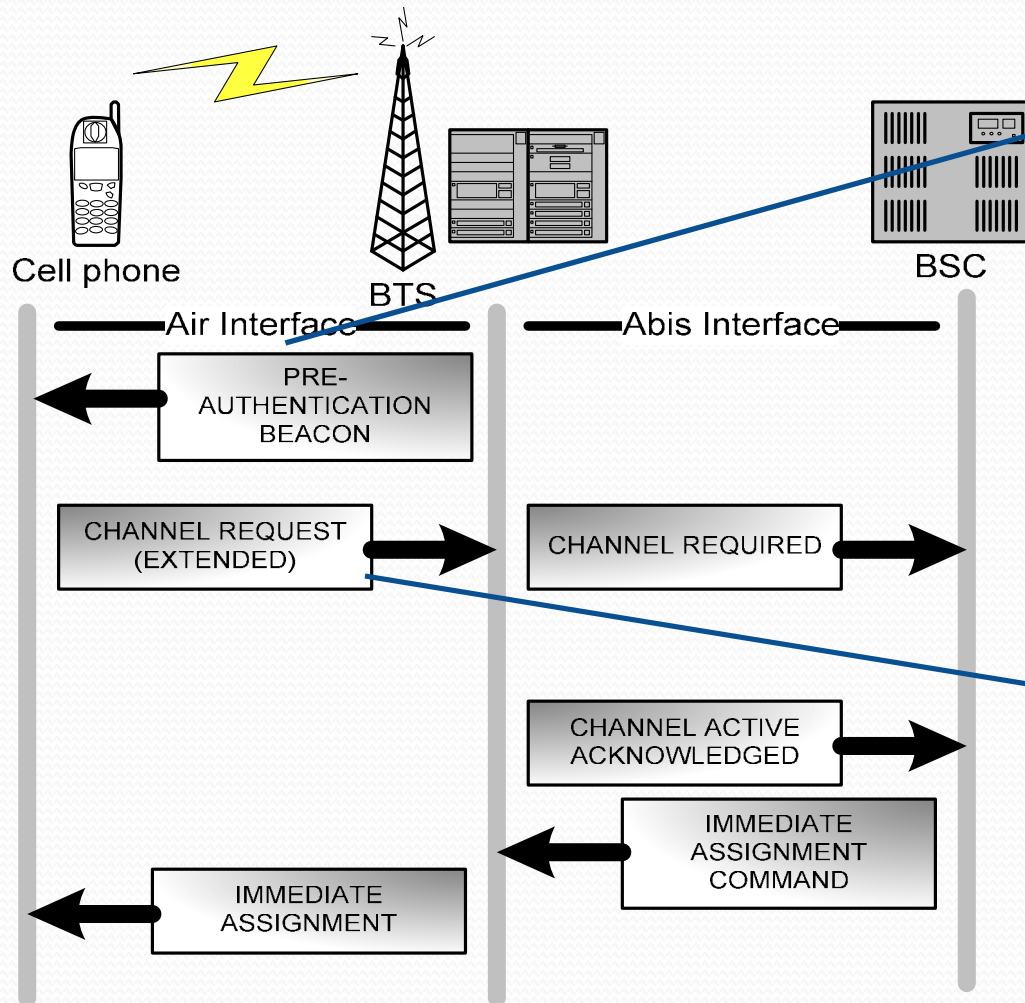 Cell phone
BTS
BSC
Air Interface
Abis Interface
PRE-
AUTHENTICATION
BEACON
CHANNEL REQUEST
(EXTENDED)
CHANNEL REQUIRED
CHANNEL ACTIVE
ACKNOWLEDGED
IMMEDIATE
ASSIGNMENT
COMMAND
IMMEDIATE
ASSIGNMENT